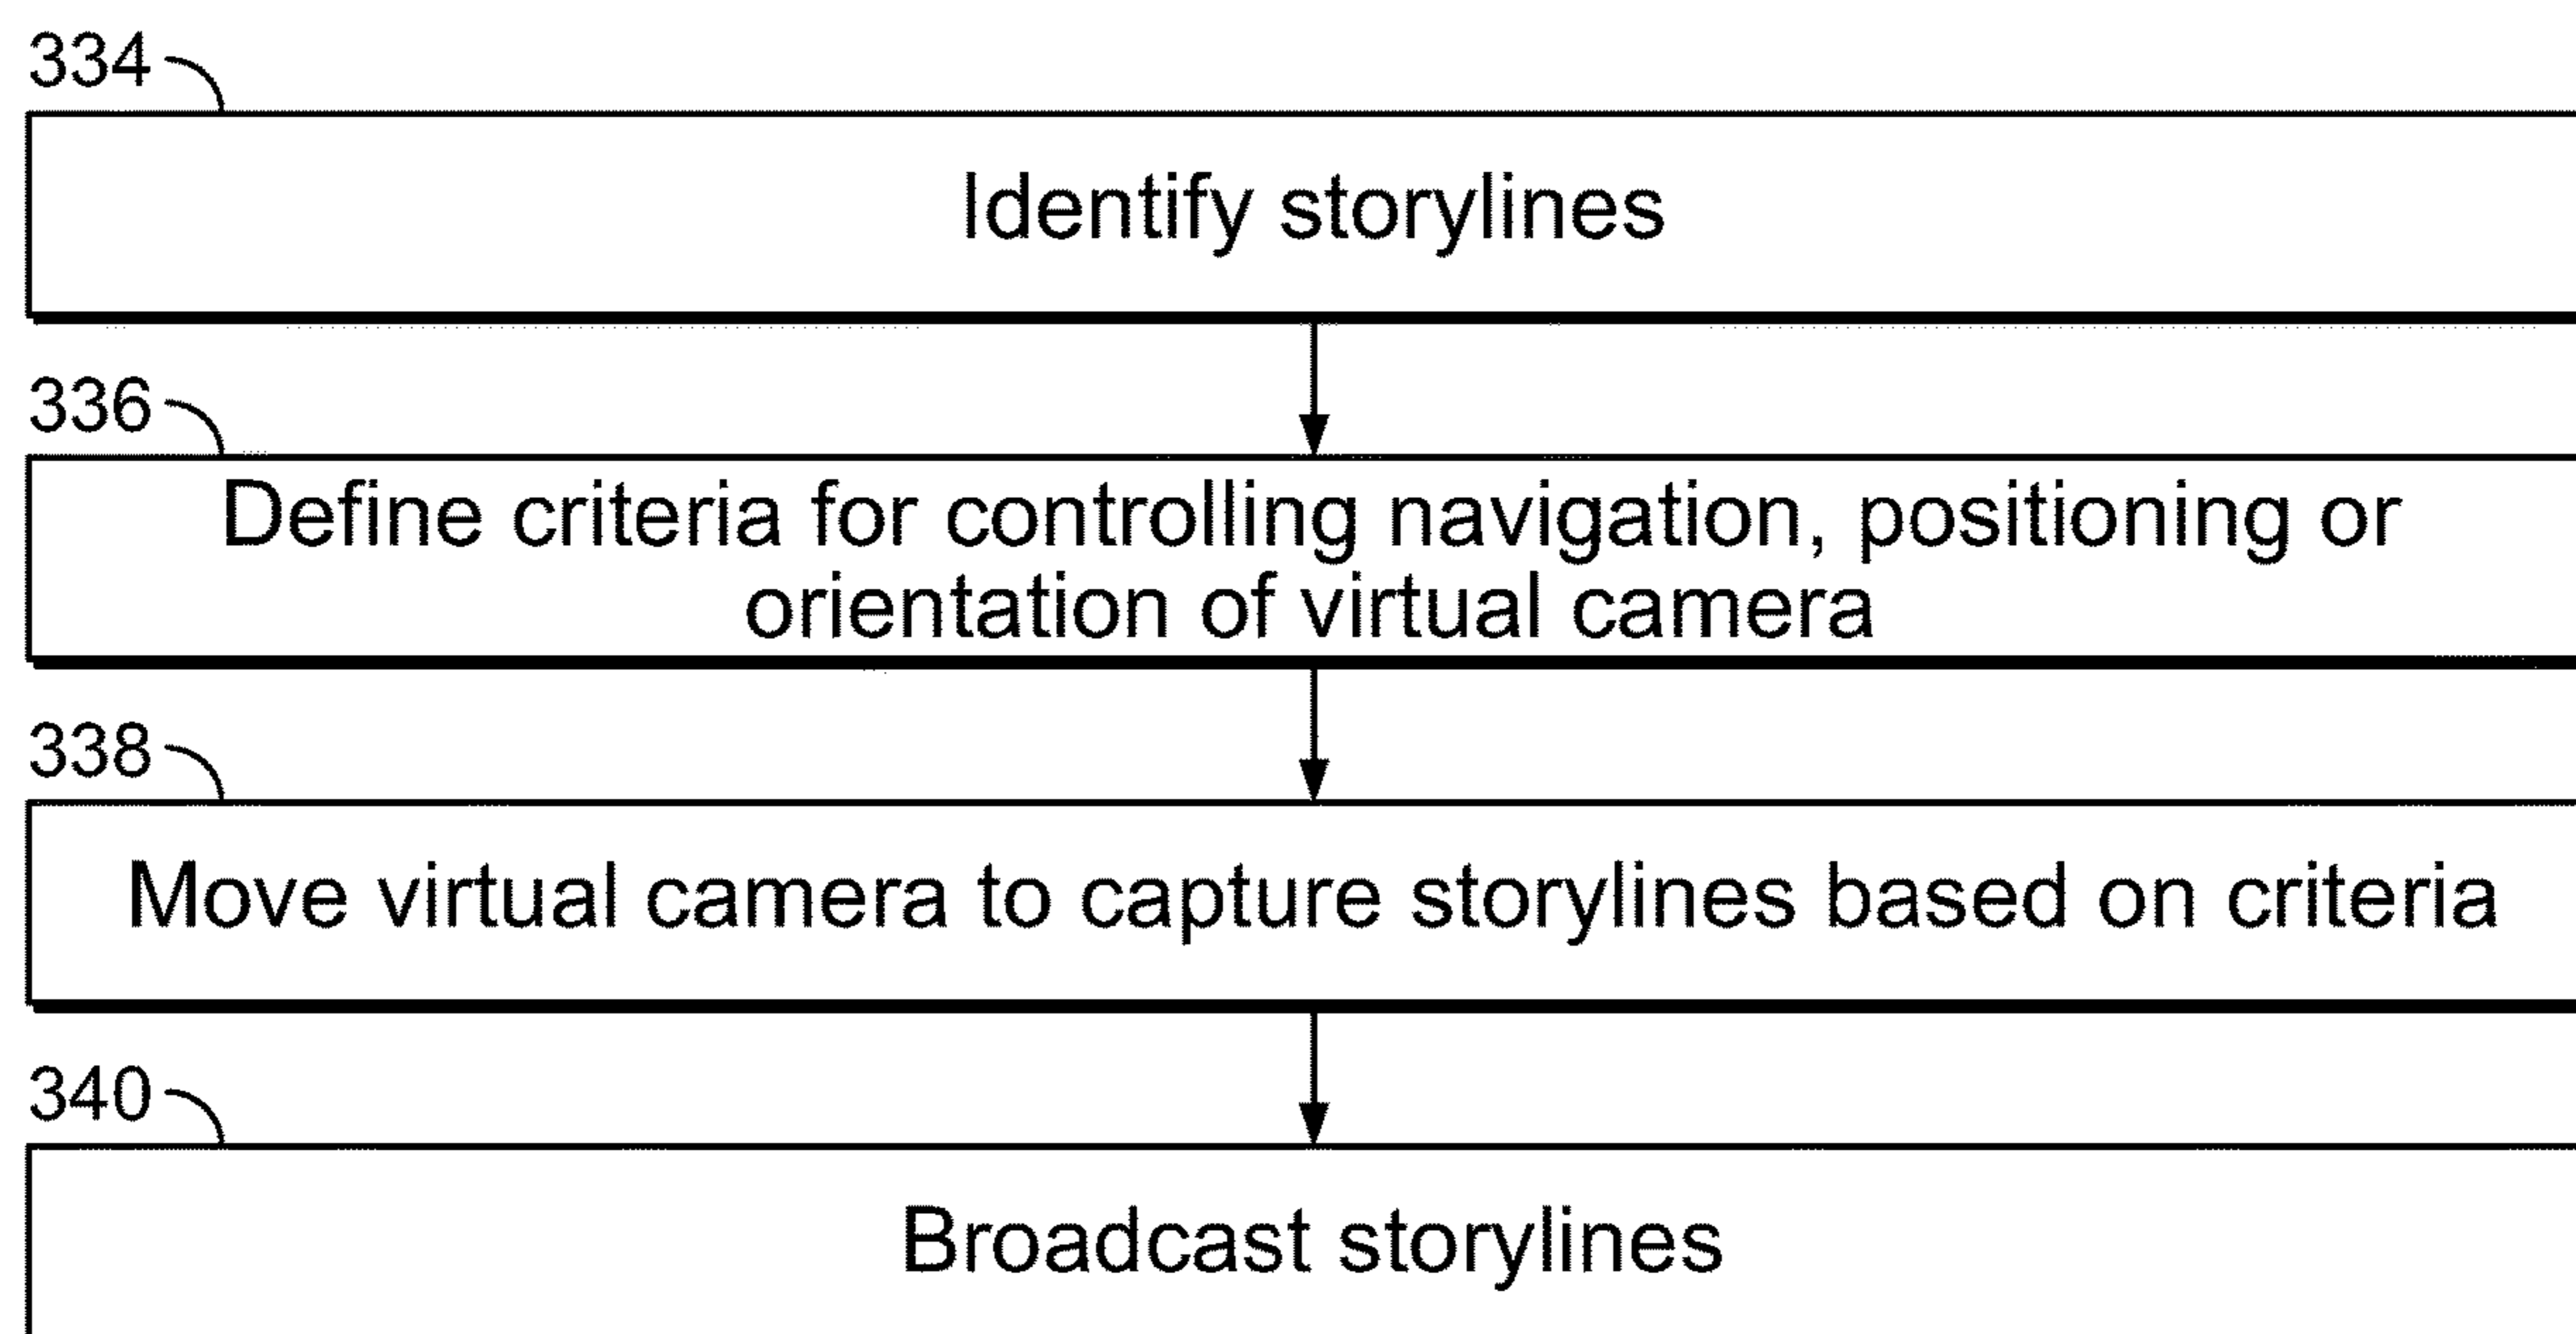 334
Identify storylines
336
Define criteria for controlling navigation, positioning or
orientation of virtual camera
338
Move virtual camera to capture storylines based on criteria
340
Broadcast storylines